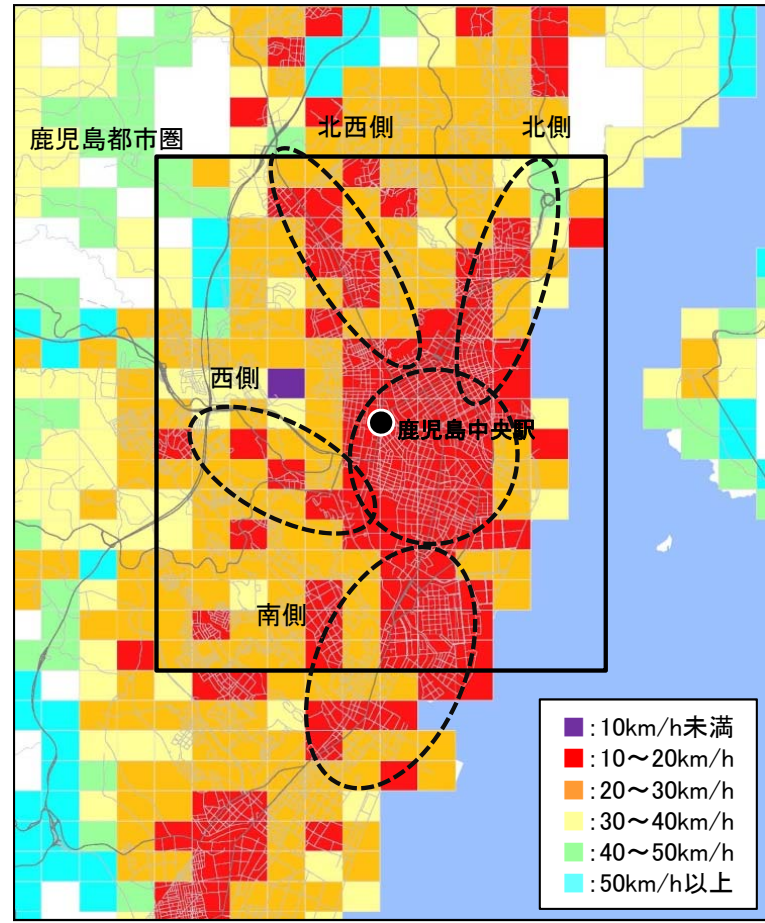 鹿児島都市圏
北西側
北側
西側
鹿児島中央駅
南側
:10km/h未満
:10～20km/h
:20～30km/h
:30～40km/h
:40～50km/h
:50km/h以上